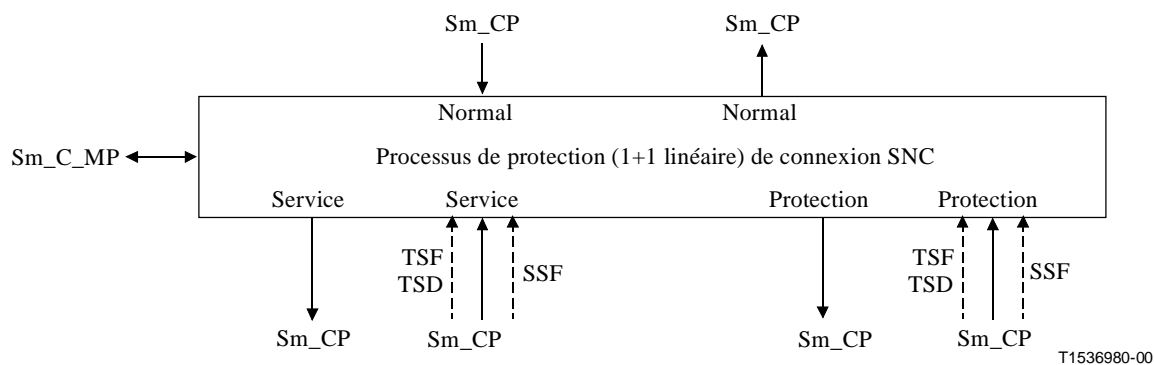 Sm_CP Sm_CP
Normal Normal
Sm_C_MP Processus de protection (1+1 linéaire) de connexion SNC
Service Service Protection Protection
TSF TSF
TSD SSF TSD SSF
Sm_CP Sm_CP Sm_CP Sm_CP
T1536980-00